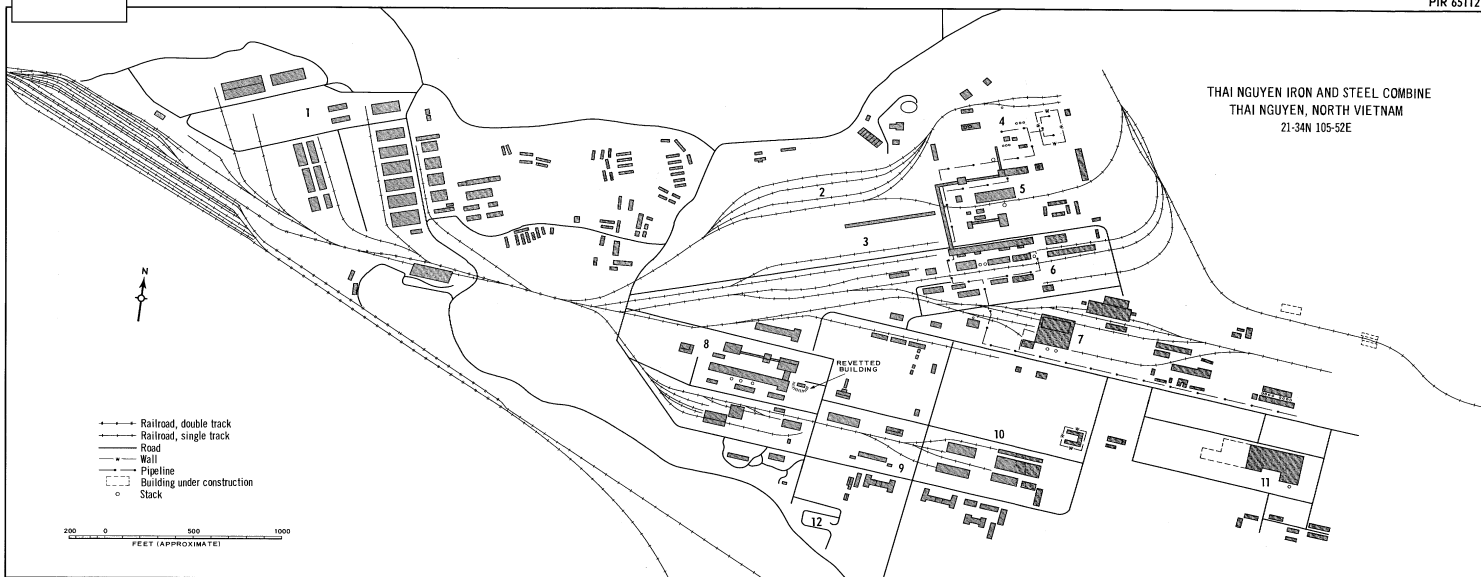 PIR 65112
THAI NGUYEN IRON AND STEEL COMBINE
THAI NGUYEN, NORTH VIETNAM
21-34N 105-52E
1
2
3
4
5
6
7
8
9
10
11
12
N
REVETTED
BUILDING
W
W
W
W
W
W
W
Railroad, double track
Railroad, single track
Road
W Wall
Pipeline
Building under construction
Stack
200 0 500 1000
FEET (APPROXIMATE)